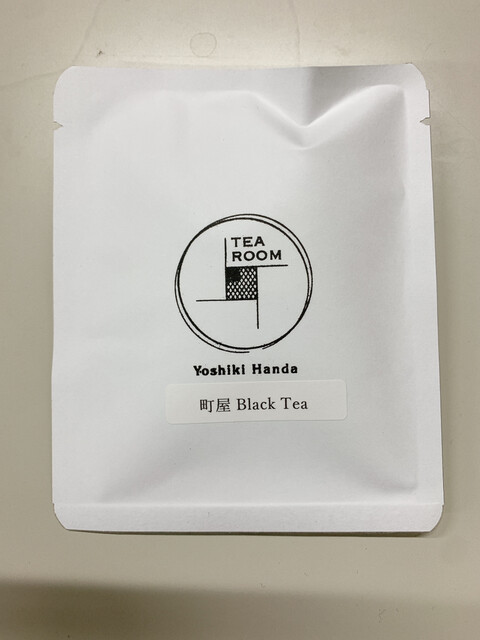 TEA
ROOM
Yoshiki Handa
町屋 Black Tea